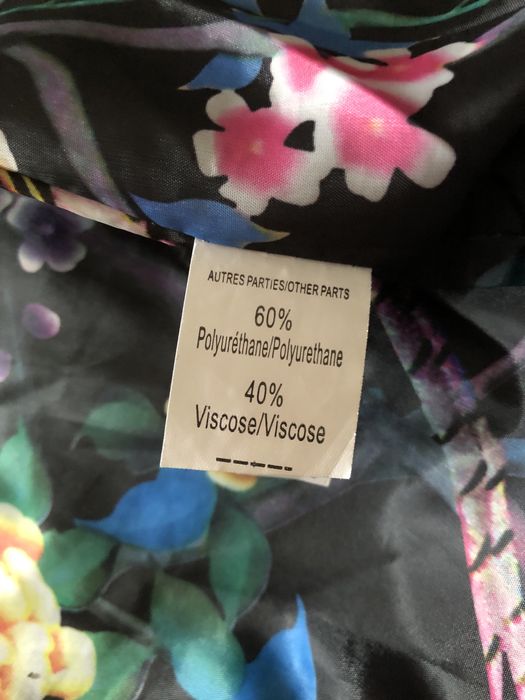 AUTRES PARTIES/OTHER PARTS
60%
Polyuréthane/Polyurethane
40%
Viscose/Viscose